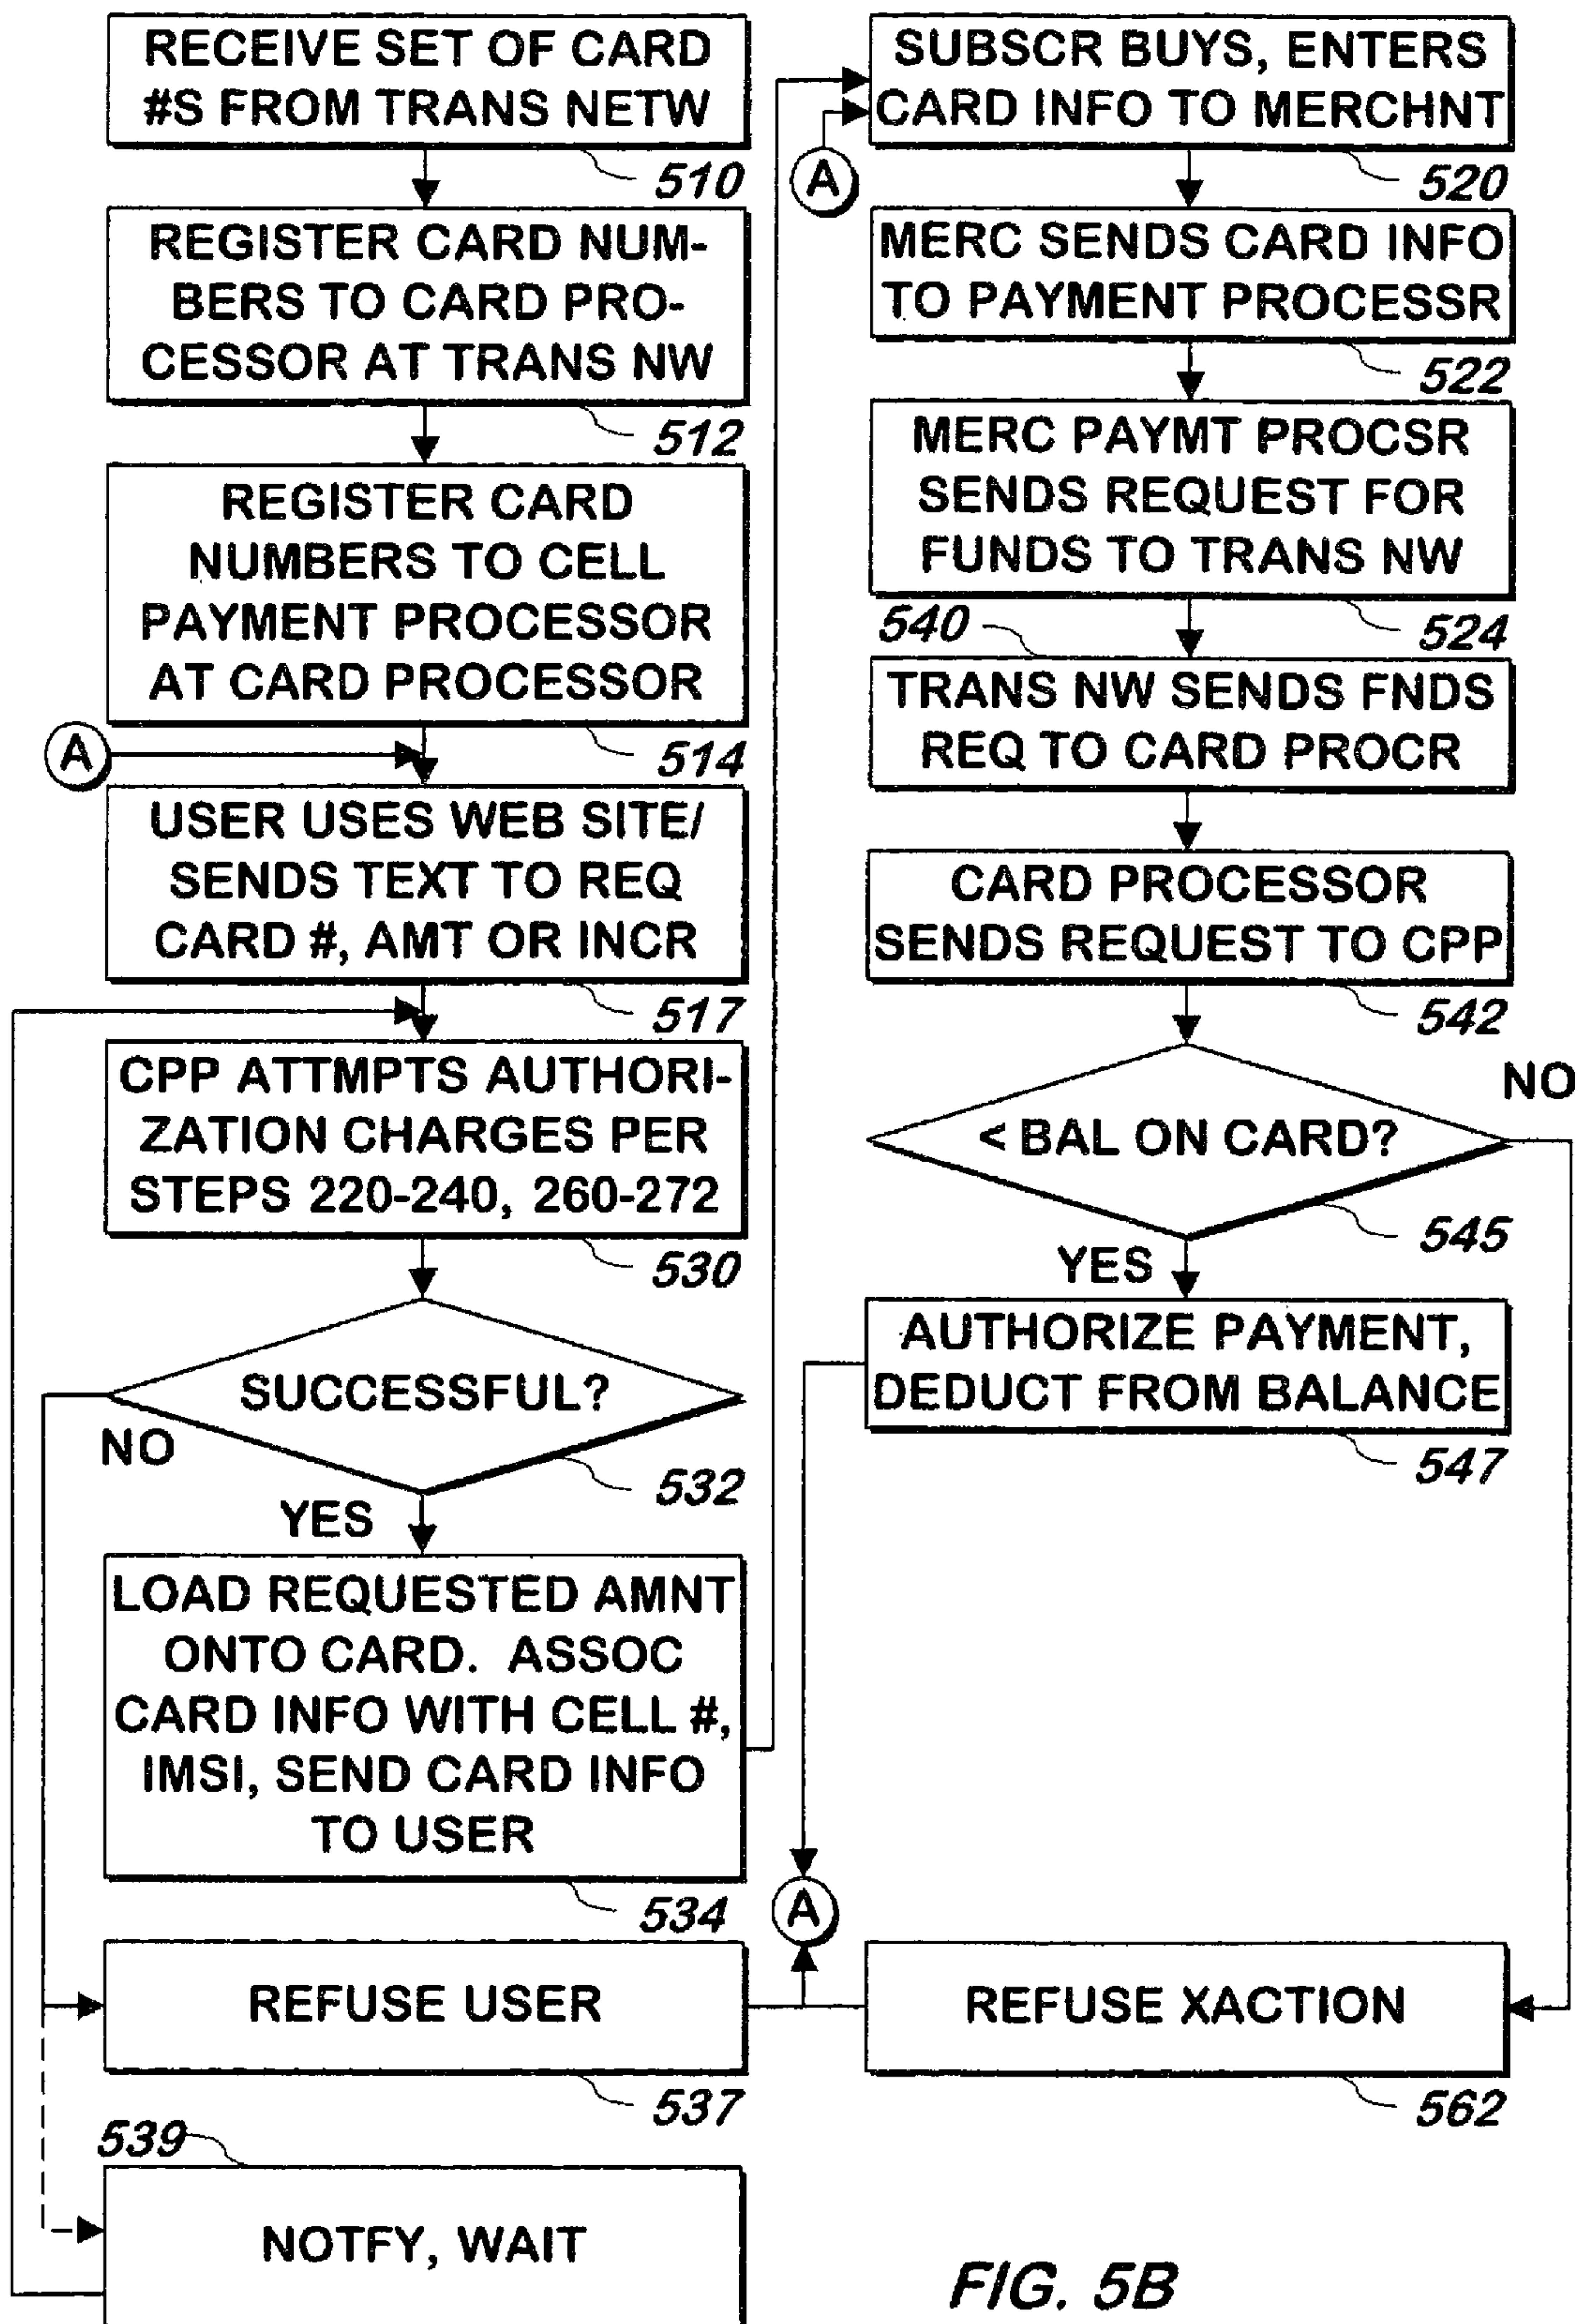 RECEIVE SET OF CARD
#S FROM TRANS NETW
510
REGISTER CARD NUM-
BERS TO CARD PRO-
CESSOR AT TRANS NW
512
REGISTER CARD
NUMBERS TO CELL
PAYMENT PROCESSOR
AT CARD PROCESSOR
514
A
USER USES WEB SITE/
SENDS TEXT TO REQ
CARD #, AMT OR INCR
517
CPP ATTMPTS AUTHORI-
ZATION CHARGES PER
STEPS 220-240, 260-272
530
SUCCESSFUL?
NO
532
YES
LOAD REQUESTED AMNT
ONTO CARD. ASSOC
CARD INFO WITH CELL #,
IMSI, SEND CARD INFO
TO USER
534
REFUSE USER
537
539
NOTFY, WAIT
SUBSCR BUYS, ENTERS
CARD INFO TO MERCHNT
A
520
MERC SENDS CARD INFO
TO PAYMENT PROCESSR
522
MERC PAYMT PROCSR
SENDS REQUEST FOR
FUNDS TO TRANS NW
524
540
TRANS NW SENDS FNDS
REQ TO CARD PROCR
CARD PROCESSOR
SENDS REQUEST TO CPP
542
NO
< BAL ON CARD?
545
YES
AUTHORIZE PAYMENT,
DEDUCT FROM BALANCE
547
A
REFUSE XACTION
562
FIG. 5B